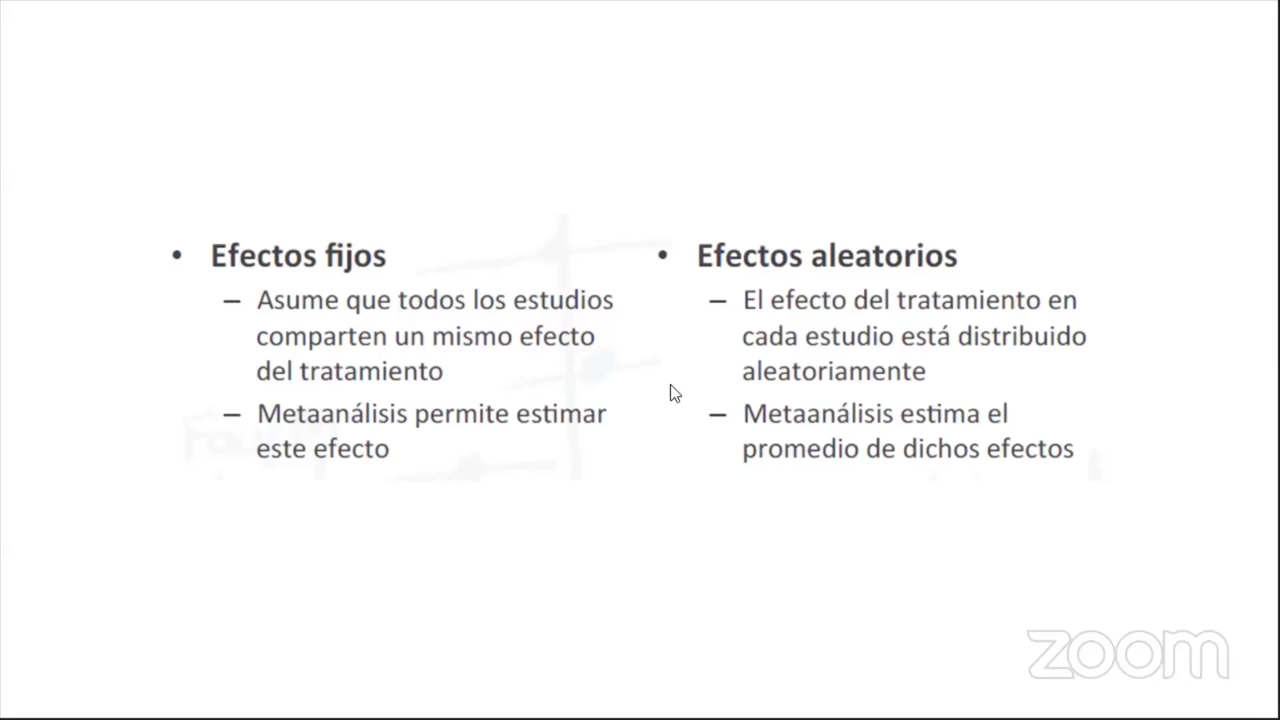 • Efectos fijos
– Asume que todos los estudios
comparten un mismo efecto
del tratamiento
– Metaanálisis permite estimar
este efecto
• Efectos aleatorios
– El efecto del tratamiento en
cada estudio está distribuido
aleatoriamente
– Metaanálisis estima el
promedio de dichos efectos
zoom